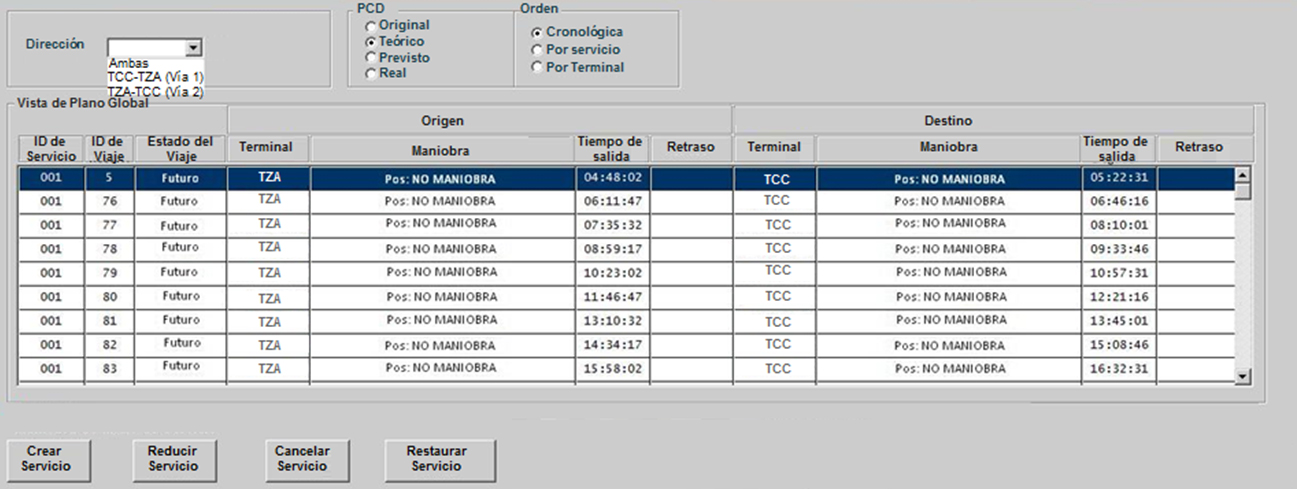 PCD
Orden
Dirección
Original
Teórico
Previsto
Real
Cronológica
Por servicio
Por Terminal
Ambas
TCC-TZA (Vía 1)
TZA-TCC (Vía 2)
Vista de Plano Global
Origen
Destino
ID de Servicio ID de Viaje Estado del Viaje Terminal Maniobra Tiempo de salida Retraso Terminal Maniobra Tiempo de salida Retraso
001 5 Futuro TZA Pos: NO MANIOBRA 04:48:02 TCC Pos: NO MANIOBRA 05:22:31
001 76 Futuro TZA Pos: NO MANIOBRA 06:11:47 TCC Pos: NO MANIOBRA 06:46:16
001 77 Futuro TZA Pos: NO MANIOBRA 07:35:32 TCC Pos: NO MANIOBRA 08:10:01
001 78 Futuro TZA Pos: NO MANIOBRA 08:59:17 TCC Pos: NO MANIOBRA 09:33:46
001 79 Futuro TZA Pos: NO MANIOBRA 10:23:02 TCC Pos: NO MANIOBRA 10:57:31
001 80 Futuro TZA Pos: NO MANIOBRA 11:46:47 TCC Pos: NO MANIOBRA 12:21:16
001 81 Futuro TZA Pos: NO MANIOBRA 13:10:32 TCC Pos: NO MANIOBRA 13:45:01
001 82 Futuro TZA Pos: NO MANIOBRA 14:34:17 TCC Pos: NO MANIOBRA 15:08:46
001 83 Futuro TZA Pos: NO MANIOBRA 15:58:02 TCC Pos: NO MANIOBRA 16:32:31
Crear
Servicio
Reducir
Servicio
Cancelar
Servicio
Restaurar
Servicio